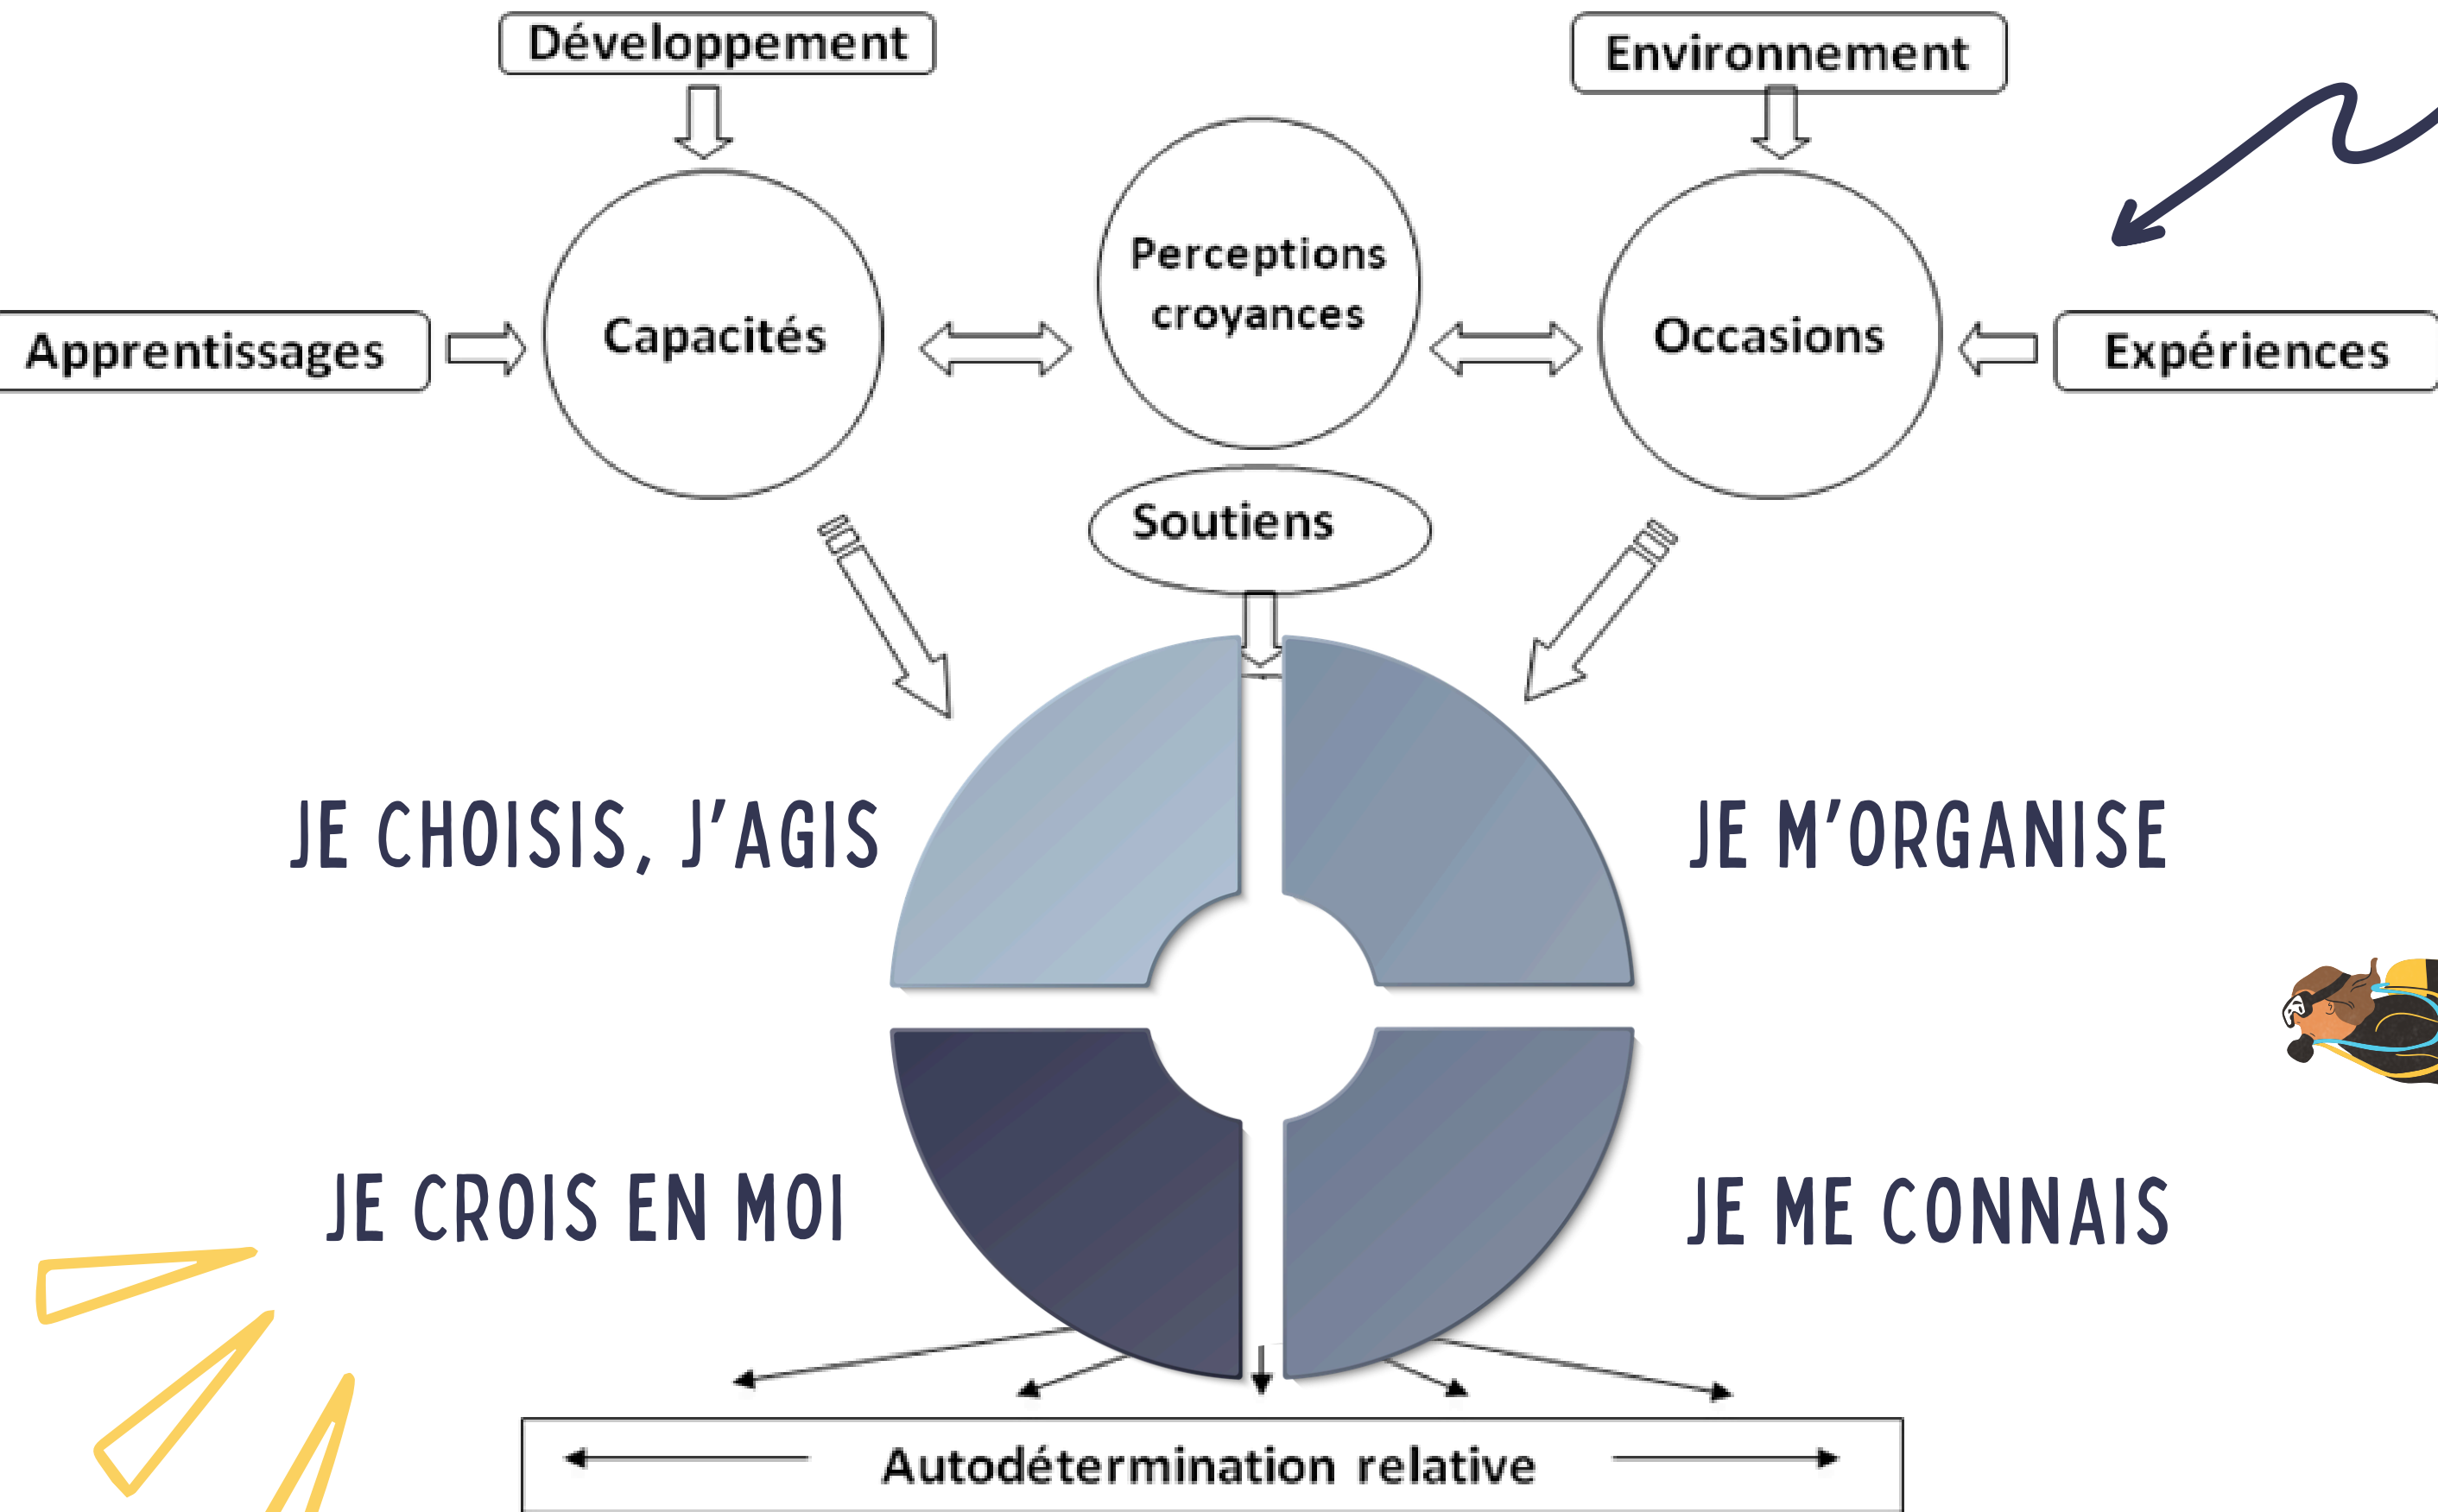 Développement
Environnement
Perceptions
croyances
Apprentissages
Capacités
Occasions
Expériences
Soutiens
JE CHOISIS, J'AGIS
JE M'ORGANISE
JE CROIS EN MOI
JE ME CONNAIS
Autodétermination relative